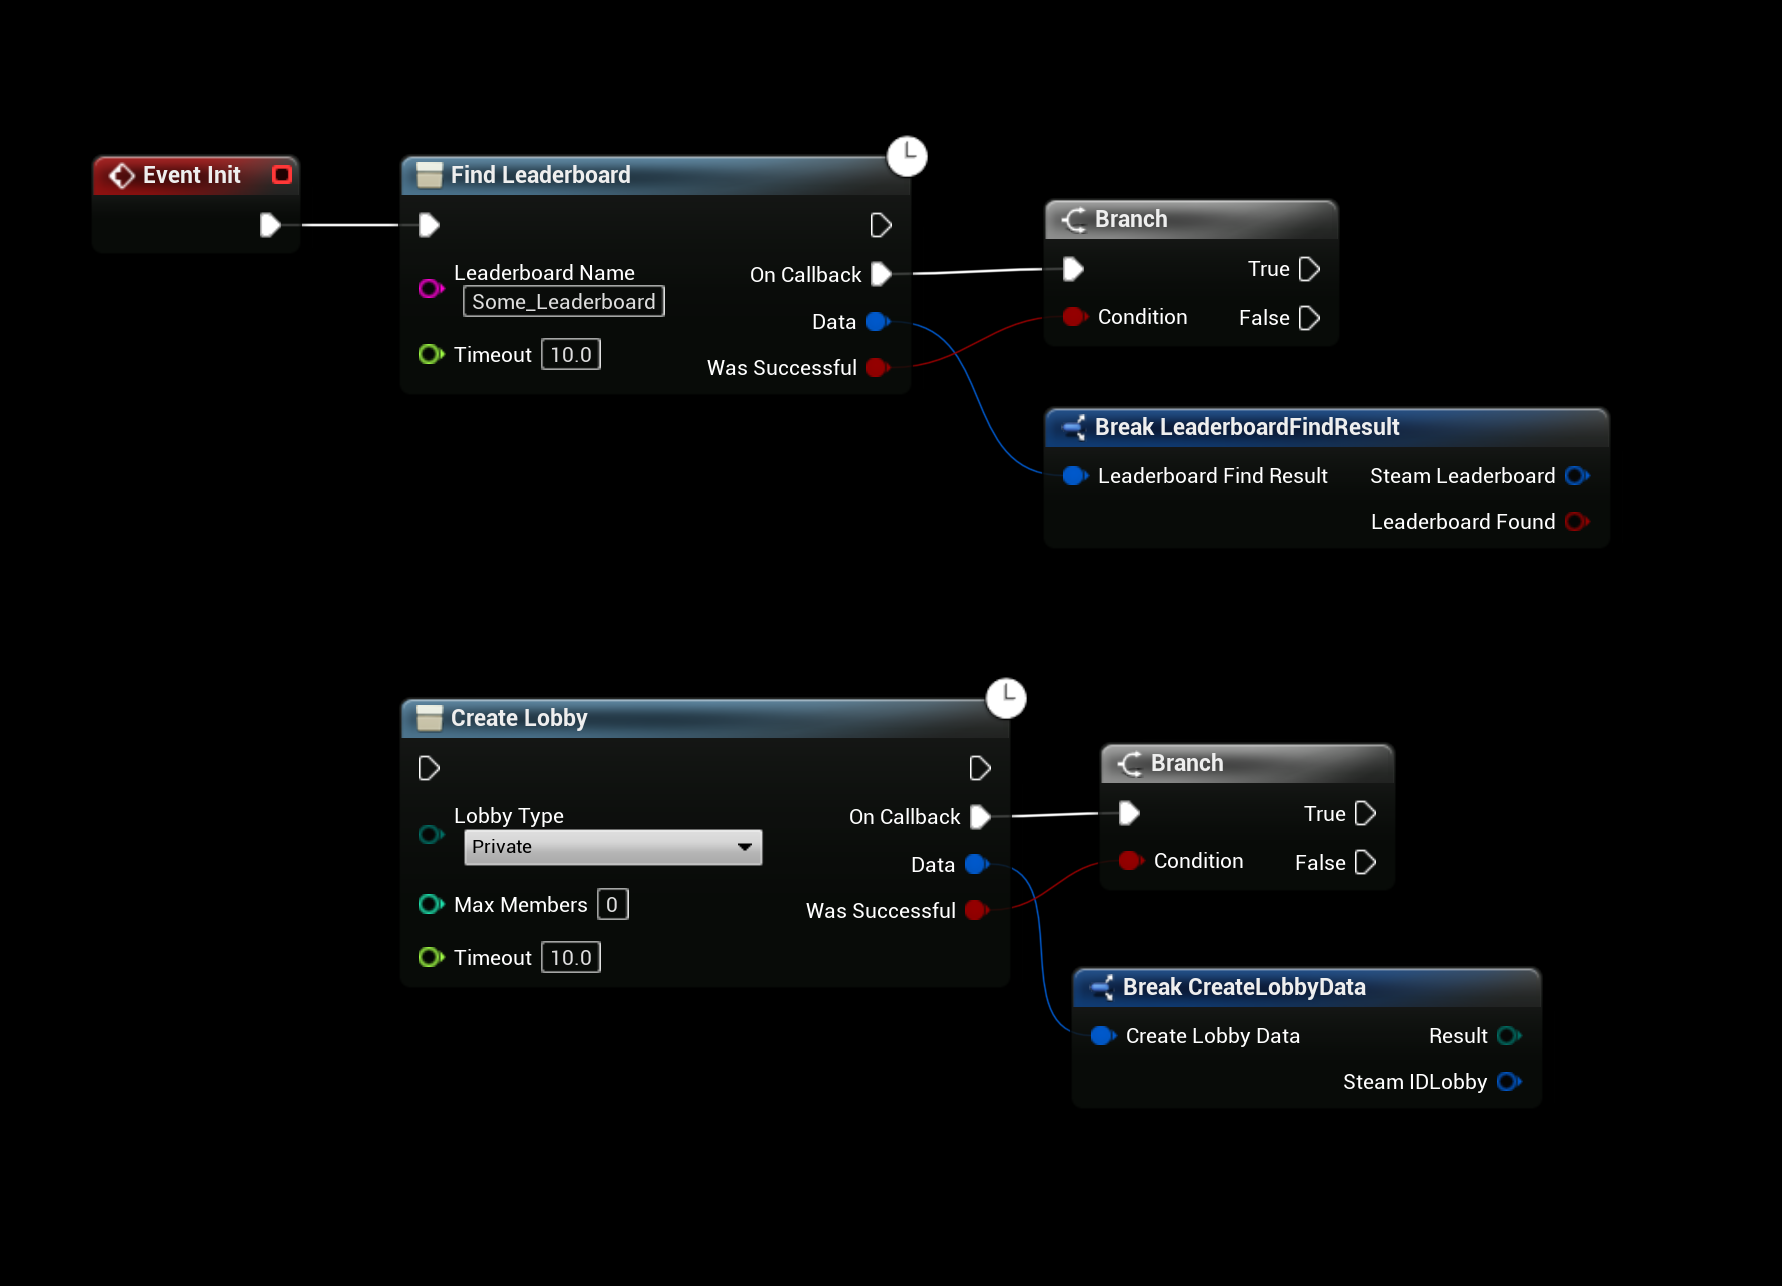 Event Init
Find Leaderboard
Leaderboard Name
Some_Leaderboard
Timeout 10.0
On Callback
Data
Was Successful
Branch
True
Condition
False
Break LeaderboardFindResult
Leaderboard Find Result
Steam Leaderboard
Leaderboard Found
Create Lobby
Lobby Type
Private
Max Members 0
Timeout 10.0
On Callback
Data
Was Successful
Branch
True
Condition
False
Break CreateLobbyData
Create Lobby Data
Result
Steam IDLobby